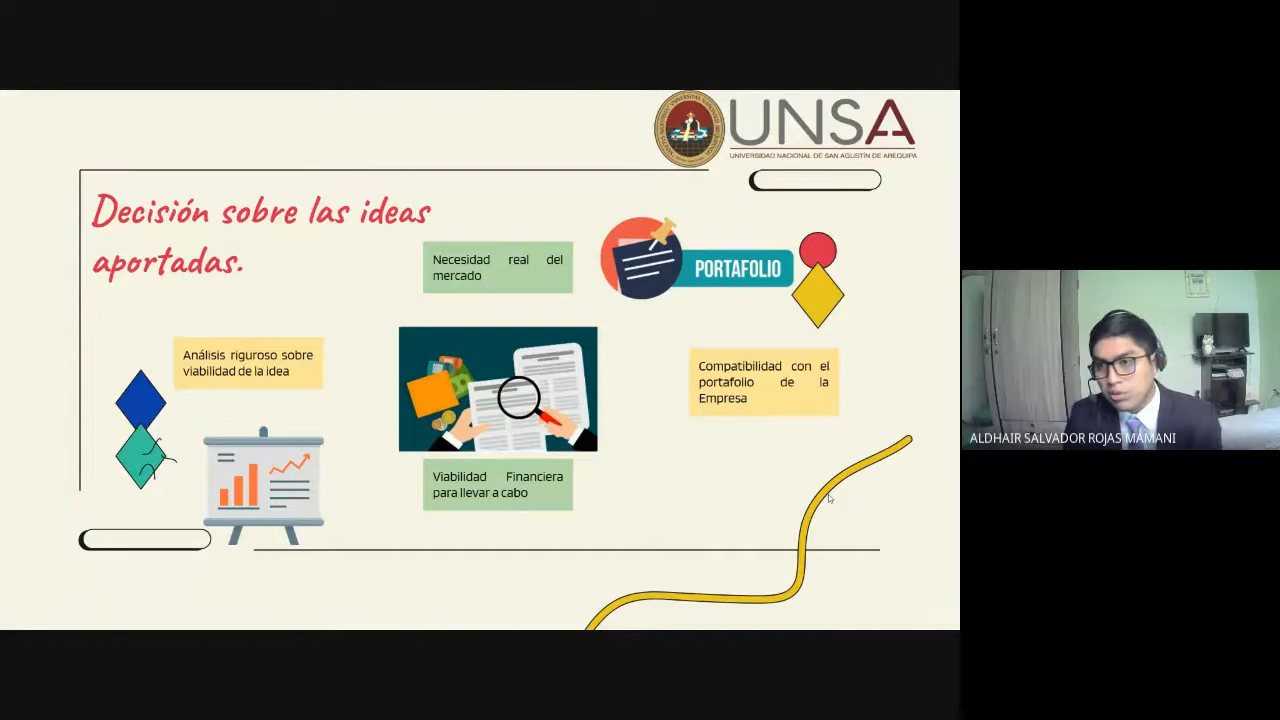 UNSA
UNIVERSIDAD NACIONAL DE SAN AGUSTÍN DE AREQUIPA
Decisión sobre las ideas
aportadas.
Necesidad real del
mercado
PORTAFOLIO
Análisis riguroso sobre
viabilidad de la idea
Compatibilidad con el
portafolio de la
Empresa
Viabilidad Financiera
para llevar a cabo
ALDHAIR SALVADOR ROJAS MAMANI